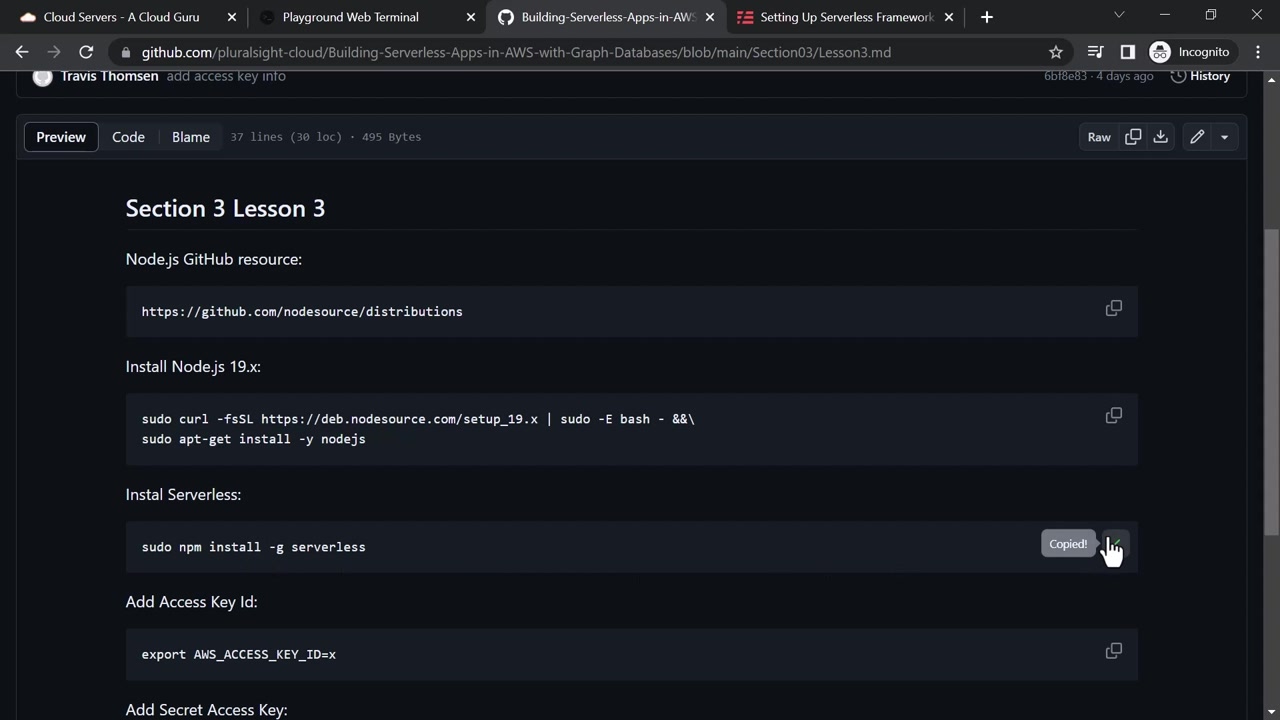 Cloud Servers - A Cloud Guru
Playground Web Terminal
Building-Serverless-Apps-in-AWS
Setting Up Serverless Framework
github.com/pluralsight-cloud/Building-Serverless-Apps-in-AWS-with-Graph-Databases/blob/main/Section03/Lesson3.md
Incognito
Travis Thomsen add access key info
6bf8e83 · 4 days ago
History
Preview
Code
Blame
37 lines (30 loc) · 495 Bytes
Raw
Section 3 Lesson 3
Node.js GitHub resource:
https://github.com/nodesource/distributions
Install Node.js 19.x:
sudo curl -fsSL https://deb.nodesource.com/setup_19.x | sudo -E bash - &&\
sudo apt-get install -y nodejs
Instal Serverless:
sudo npm install -g serverless
Copied!
Add Access Key Id:
export AWS_ACCESS_KEY_ID=x
Add Secret Access Key: